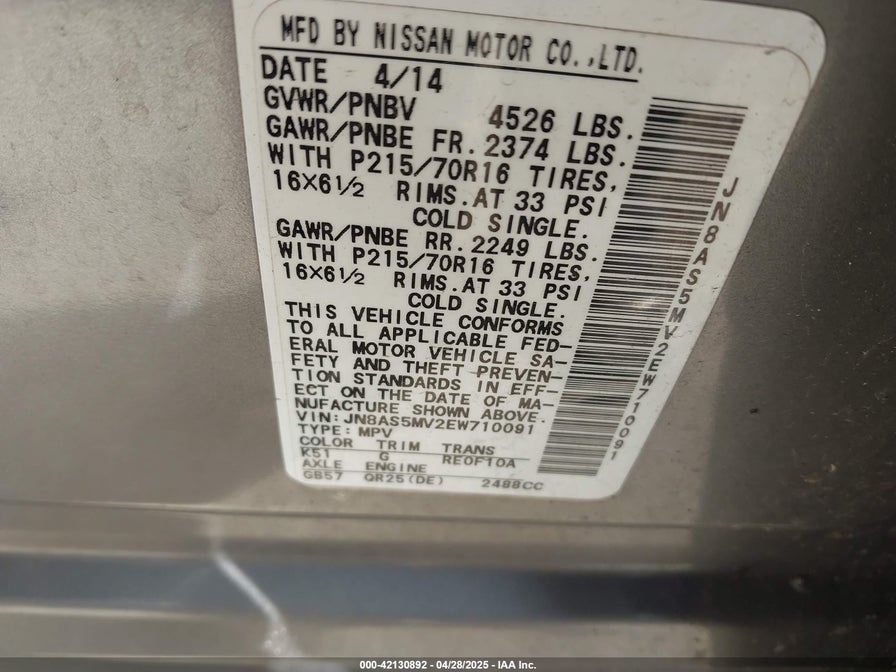 MFD BY NISSAN MOTOR CO.,LTD.
DATE 4/14
GVWR/PNBV 4526 LBS.
GAWR/PNBE FR. 2374 LBS.
WITH P215/70R16 TIRES,
16X6½ RIMS. AT 33 PSI
COLD SINGLE.
GAWR/PNBE RR. 2249 LBS.
WITH P215/70R16 TIRES,
16X6½ RIMS. AT 33 PSI
COLD SINGLE.
THIS VEHICLE CONFORMS
TO ALL APPLICABLE FED-
ERAL MOTOR VEHICLE SA-
FETY AND THEFT PREVEN-
TION STANDARDS IN EFF-
ECT ON THE DATE OF MA-
NUFACTURE SHOWN ABOVE.
VIN:JN8AS5MV2EW710091
TYPE:MPV
COLOR TRIM TRANS
K51 G RE0F10A
AXLE ENGINE
GB57 QR25(DE) 2488CC
JN8AS5MV2EW710091
000-42130892 - 04/28/2025 - IAA Inc.